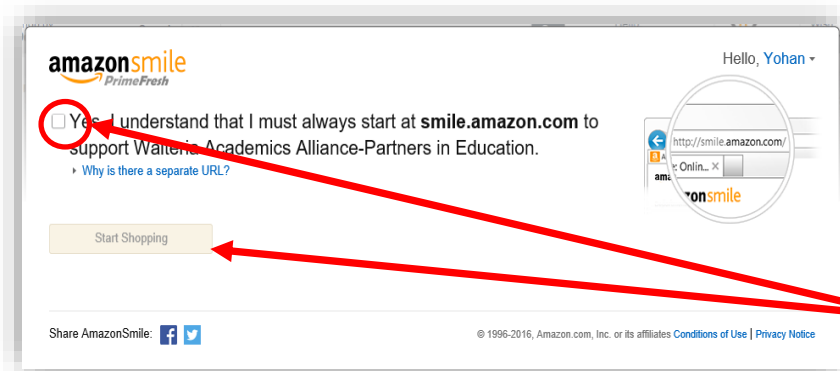 amazonsmile
PrimeFresh
Hello, Yohan
Yes, I understand that I must always start at smile.amazon.com to
support Walteria Academics Alliance-Partners in Education.
Why is there a separate URL?
http://smile.amazon.com/
: Onlin... ×
ama
zonsmile
Start Shopping
Share AmazonSmile:
© 1996-2016, Amazon.com, Inc. or its affiliates Conditions of Use | Privacy Notice